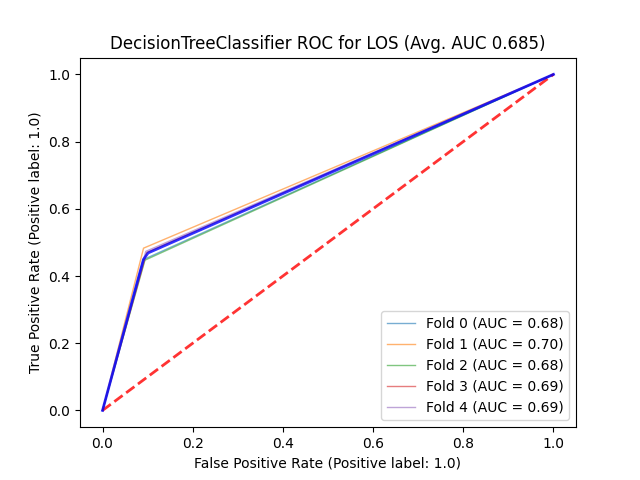 DecisionTreeClassifier ROC for LOS (Avg. AUC 0.685)
True Positive Rate (Positive label: 1.0)
1.0
0.8
0.6
0.4
0.2
0.0
Fold 0 (AUC = 0.68)
Fold 1 (AUC = 0.70)
Fold 2 (AUC = 0.68)
Fold 3 (AUC = 0.69)
Fold 4 (AUC = 0.69)
0.0 0.2 0.4 0.6 0.8 1.0
False Positive Rate (Positive label: 1.0)